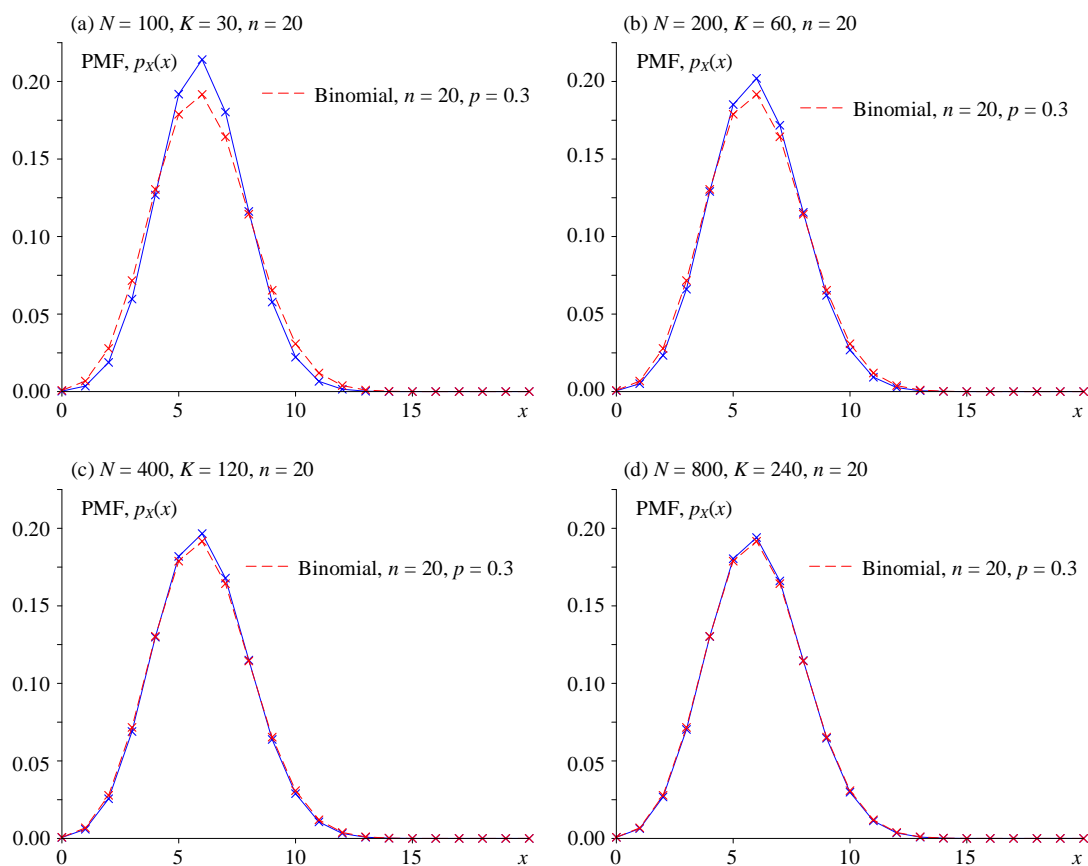 (a) N = 100, K = 30, n = 20
PMF, pX(x)
Binomial, n = 20, p = 0.3
0.20
0.15
0.10
0.05
0.00
0 5 10 15 x
(b) N = 200, K = 60, n = 20
PMF, pX(x)
Binomial, n = 20, p = 0.3
0.20
0.15
0.10
0.05
0.00
0 5 10 15 x
(c) N = 400, K = 120, n = 20
PMF, pX(x)
Binomial, n = 20, p = 0.3
0.20
0.15
0.10
0.05
0.00
0 5 10 15 x
(d) N = 800, K = 240, n = 20
PMF, pX(x)
Binomial, n = 20, p = 0.3
0.20
0.15
0.10
0.05
0.00
0 5 10 15 x